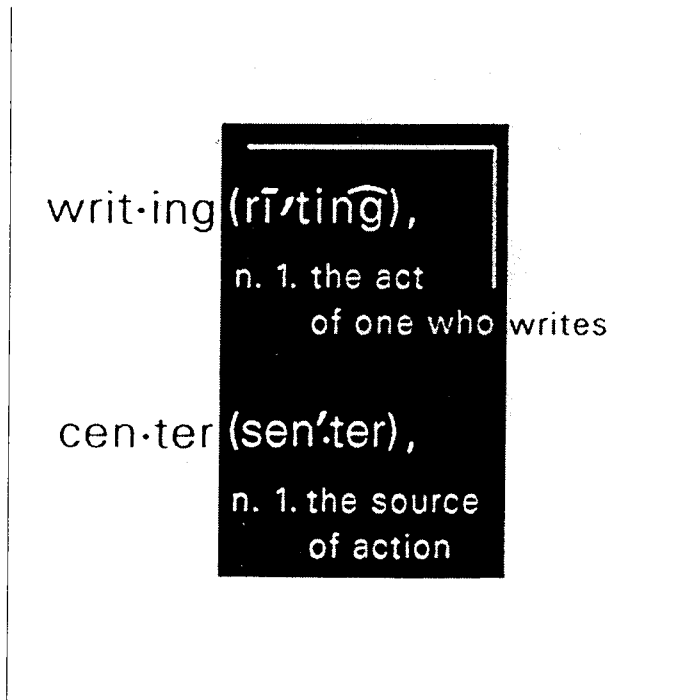 writ·ing (rī′tin͡g),
n. 1. the act
of one who writes
cen·ter (sen′.ter),
n. 1. the source
of action